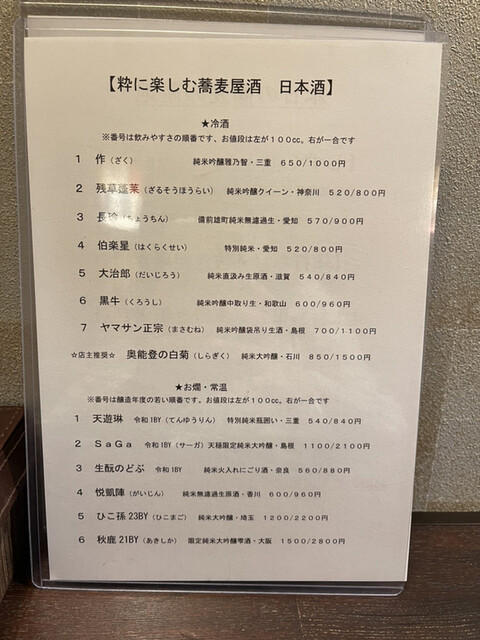 【粋に楽しむ蕎麦屋酒 日本酒】
★冷酒
※番号は飲みやすさの順番です、お値段は左が100cc。右が一合です
1 作（ざく） 純米吟醸雅乃智・三重 650/1000円
2 残草蓬莱（ざるそうほうらい） 純米吟醸クイーン・神奈川 520/800円
3 長珍（ちょうちん） 備前雄町純米無濾過生・愛知 570/900円
4 伯楽星（はくらくせい） 特別純米・愛知 520/800円
5 大治郎（だいじろう） 純米直汲み生原酒・滋賀 540/840円
6 黒牛（くろうし） 純米吟醸中取り生・和歌山 600/960円
7 ヤマサン正宗（まさむね） 純米吟醸袋吊り生酒・島根 700/1100円
☆店主推奨☆ 奥能登の白菊（しらぎく） 純米大吟醸・石川 850/1500円
★お燗・常温
※番号は醸造年度の若い順番です。お値段は左が100cc。右が一合です
1 天遊琳 令和1BY（てんゆうりん） 特別純米瓶囲い・三重 540/840円
2 SaGa 令和1BY（サーガ）天穏限定純米大吟醸・島根 1100/2100円
3 生酛のどぶ 令和1BY 純米火入れにごり酒・奈良 560/880円
4 悦凱陣（がいじん） 純米無濾過生原酒・香川 600/960円
5 ひこ孫 23BY（ひこまご） 純米大吟醸・埼玉 1200/2200円
6 秋鹿 21BY（あきしか） 限定純米大吟醸雫酒・大阪 1500/2800円